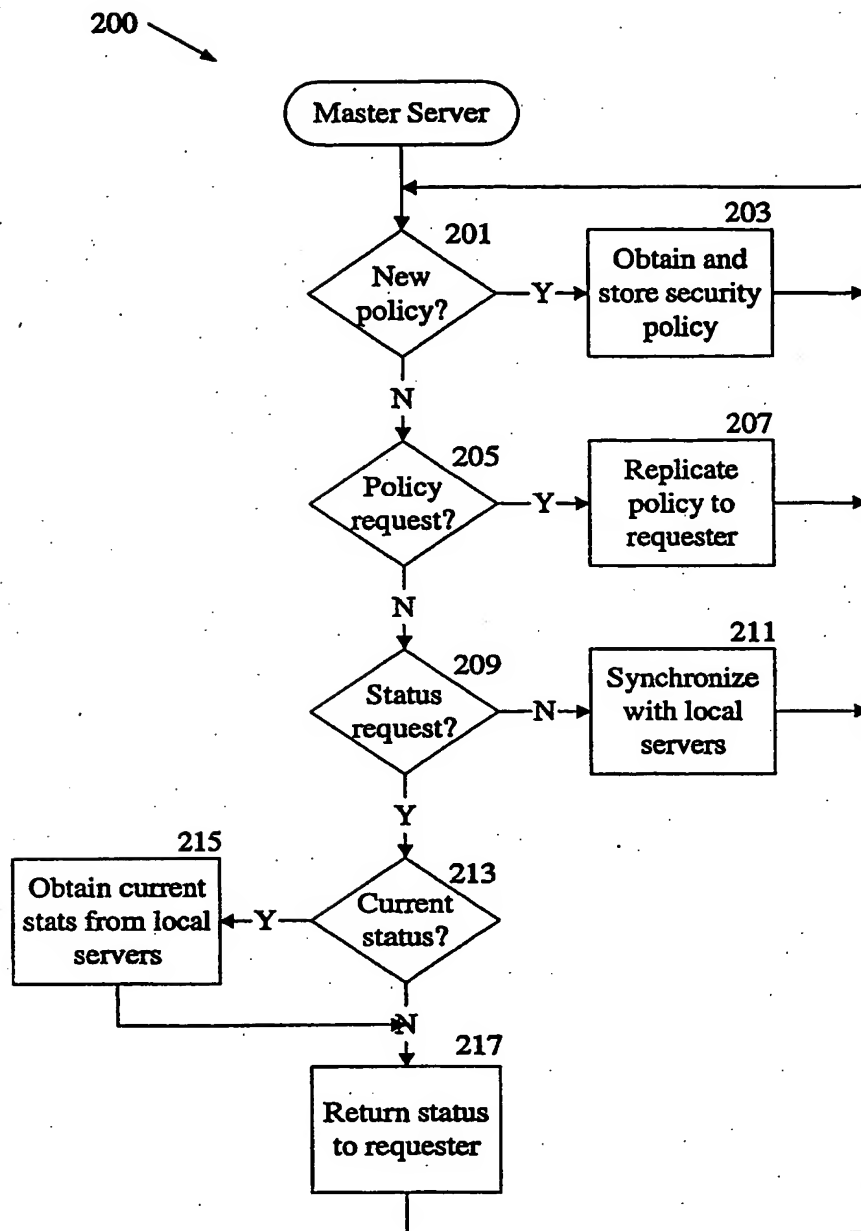 200
Master Server
201
New
policy?
Y
203
Obtain and
store security
policy
N
205
Policy
request?
Y
207
Replicate
policy to
requester
N
209
Status
request?
N
211
Synchronize
with local
servers
Y
213
Current
status?
Y
215
Obtain current
stats from local
servers
N
217
Return status
to requester